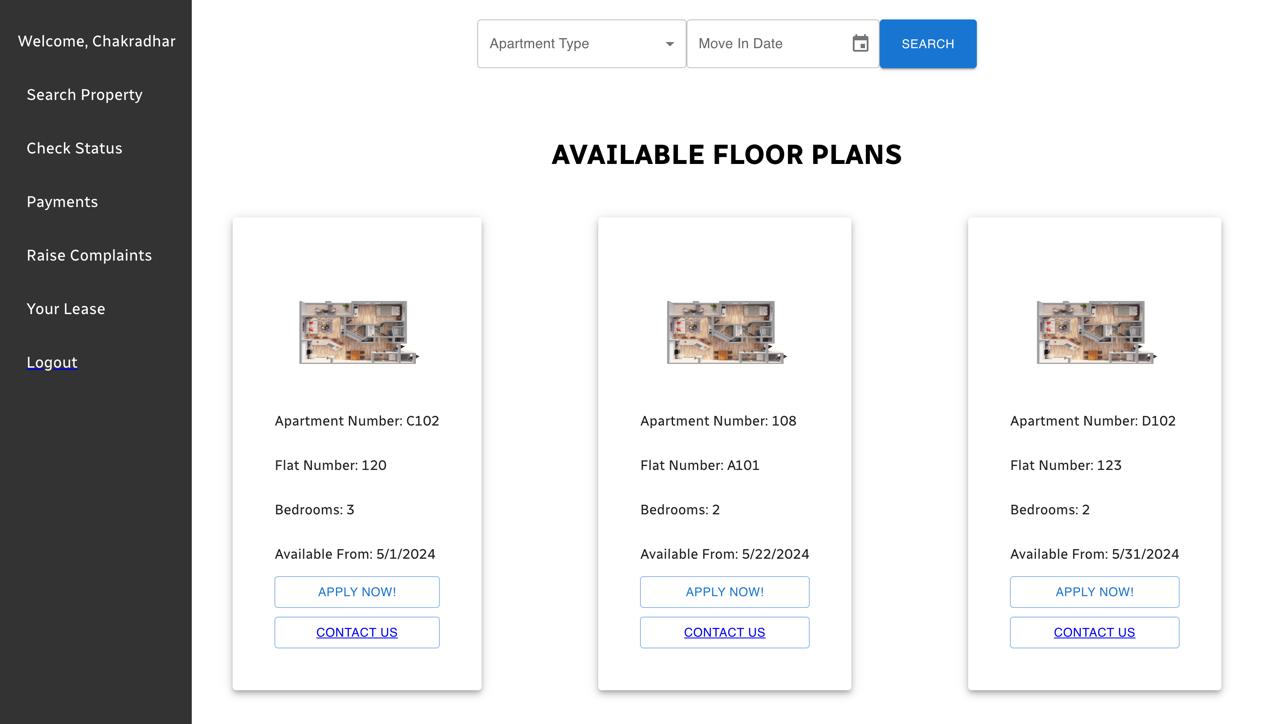 Welcome, Chakradhar
Search Property
Check Status
Payments
Raise Complaints
Your Lease
Logout
Apartment Type
Move In Date
SEARCH
AVAILABLE FLOOR PLANS
Apartment Number: C102
Flat Number: 120
Bedrooms: 3
Available From: 5/1/2024
APPLY NOW!
CONTACT US
Apartment Number: 108
Flat Number: A101
Bedrooms: 2
Available From: 5/22/2024
APPLY NOW!
CONTACT US
Apartment Number: D102
Flat Number: 123
Bedrooms: 2
Available From: 5/31/2024
APPLY NOW!
CONTACT US